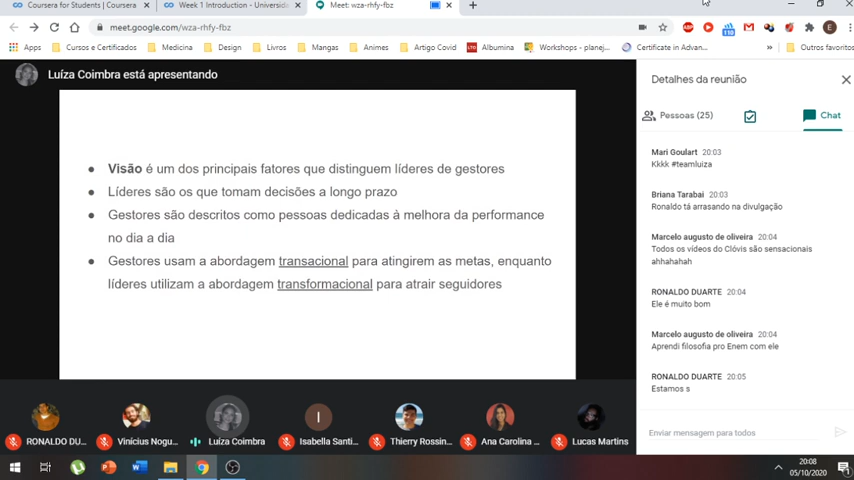 Coursera for Students | Coursera
Week 1 Introduction - Universida
Meet: wza-rhfy-fbz
meet.google.com/wza-rhfy-fbz
ABP
110
E
Apps
Cursos e Certificados
Medicina
Design
Livros
Mangas
Animes
Artigo Covid
LTO
Albumina
Workshops - planej...
Certificate in Advan...
»
Outros favoritos
Luíza Coimbra está apresentando
● Visão é um dos principais fatores que distinguem líderes de gestores
● Líderes são os que tomam decisões a longo prazo
● Gestores são descritos como pessoas dedicadas à melhora da performance
no dia a dia
● Gestores usam a abordagem transacional para atingirem as metas, enquanto
líderes utilizam a abordagem transformacional para atrair seguidores
Detalhes da reunião
Pessoas (25)
Chat
Mari Goulart 20:03
Kkkk #teamluiza
Briana Tarabai 20:03
Ronaldo tá arrasando na divulgação
Marcelo augusto de oliveira 20:04
Todos os vídeos do Clóvis são sensacionais
ahhahahah
RONALDO DUARTE 20:04
Ele é muito bom
Marcelo augusto de oliveira 20:04
Aprendi filosofia pro Enem com ele
RONALDO DUARTE 20:05
Estamos s
Enviar mensagem para todos
I
RONALDO DU...
Vinícius Nogu...
Luíza Coimbra
Isabella Santi...
Thierry Rossin...
Ana Carolina ...
Lucas Martins
20:08
05/10/2020
1